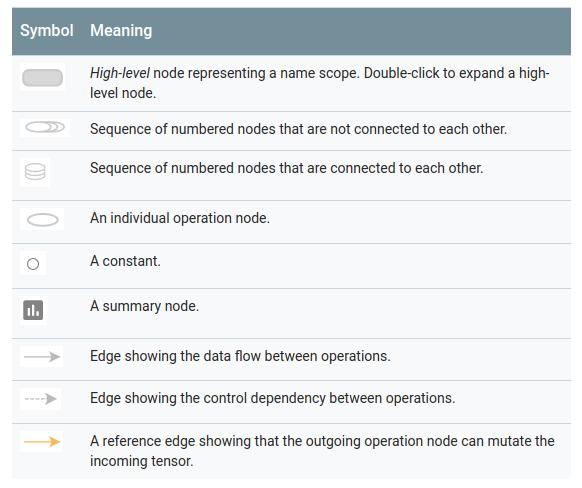 Symbol Meaning
High-level node representing a name scope. Double-click to expand a high-
level node.
Sequence of numbered nodes that are not connected to each other.
Sequence of numbered nodes that are connected to each other.
An individual operation node.
A constant.
A summary node.
Edge showing the data flow between operations.
Edge showing the control dependency between operations.
A reference edge showing that the outgoing operation node can mutate the
incoming tensor.